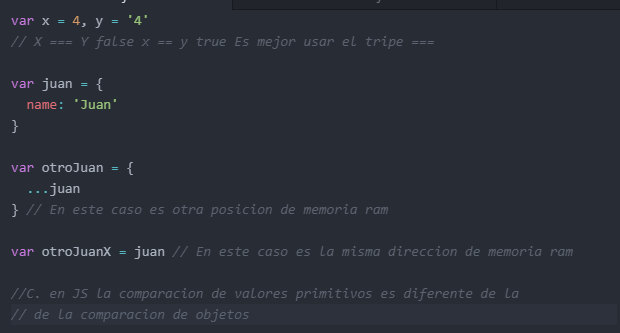 var x = 4, y = '4'
// X === Y false x == y true Es mejor usar el tripe ===
var juan = {
name: 'Juan'
}
var otroJuan = {
...juan
} // En este caso es otra posicion de memoria ram
var otroJuanX = juan // En este caso es la misma direccion de memoria ram
//C. en JS la comparacion de valores primitivos es diferente de la
// de la comparacion de objetos